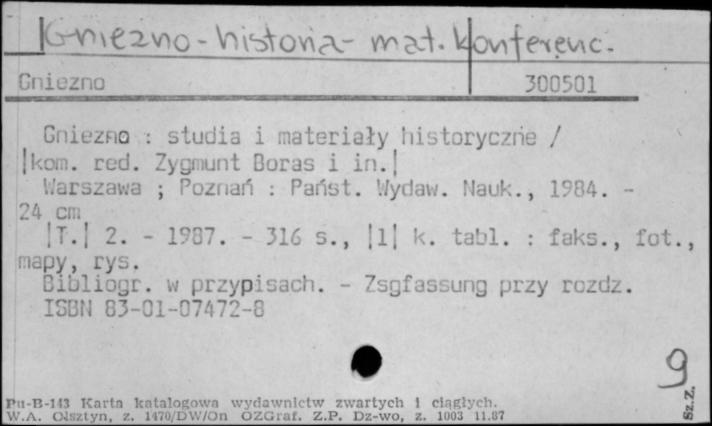 Gniezno - historia - mat. konferenc.
Gniezno 300501
Gniezno : studia i materiały historyczne /
|kom. red. Zygmunt Boras i in.|
Warszawa ; Poznań : Państ. Wydaw. Nauk., 1984. -
24 cm
|T.| 2. - 1987. - 316 s., |1| k. tabl. : faks., fot.,
mapy, rys.
Bibliogr. w przypisach. - Zsgfassung przy rozdz.
ISBN 83-01-07472-8
9
Sz.Z.
Pu-B-143 Karta katalogowa wydawnictw zwartych i ciągłych.
W.A. Olsztyn, z. 1470/DW/On OZGraf. Z.P. Dz-wo, z. 1003 11.87